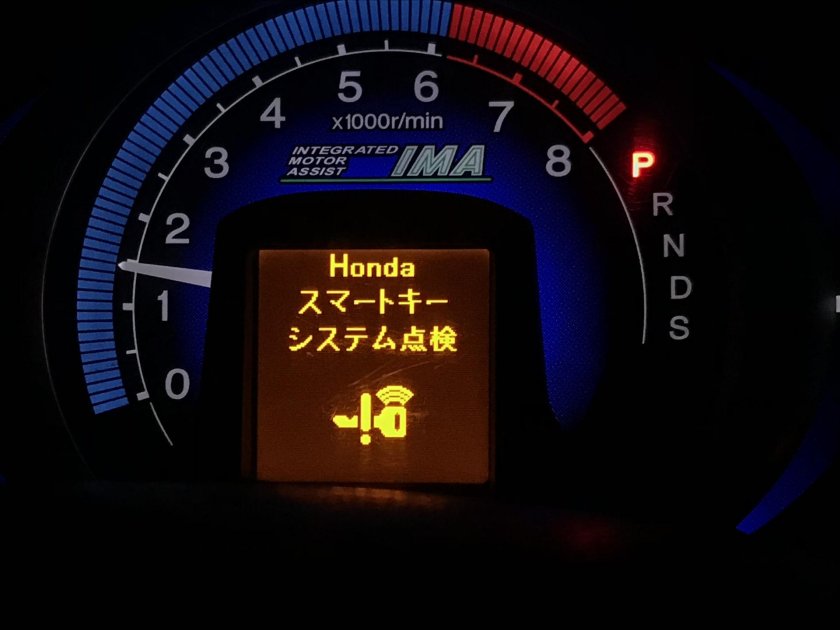 5 6
4 x1000r/min 7
3 INTEGRATED MOTOR ASSIST IMA 8
P
2 R
N
1 D
S
0
Honda
スマートキー
システム点検